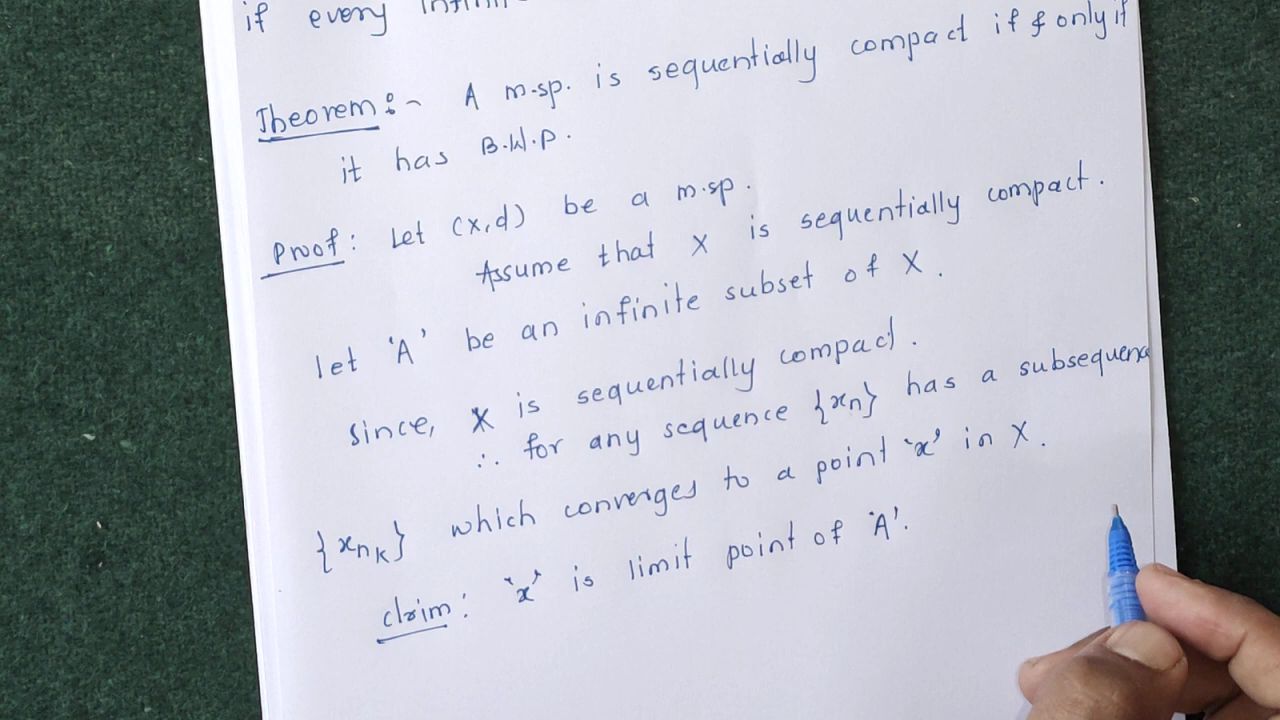 if every infini
Theorem :- A m.sp. is sequentially compact if & only if
it has B.W.P.
Proof: Let (X,d) be a m.sp.
Assume that X is sequentially compact.
let 'A' be an infinite subset of X.
since, X is sequentially compact.
∴ for any sequence {xn} has a subsequenc
{xnk} which converges to a point 'x' in X.
claim: 'x' is limit point of 'A'.